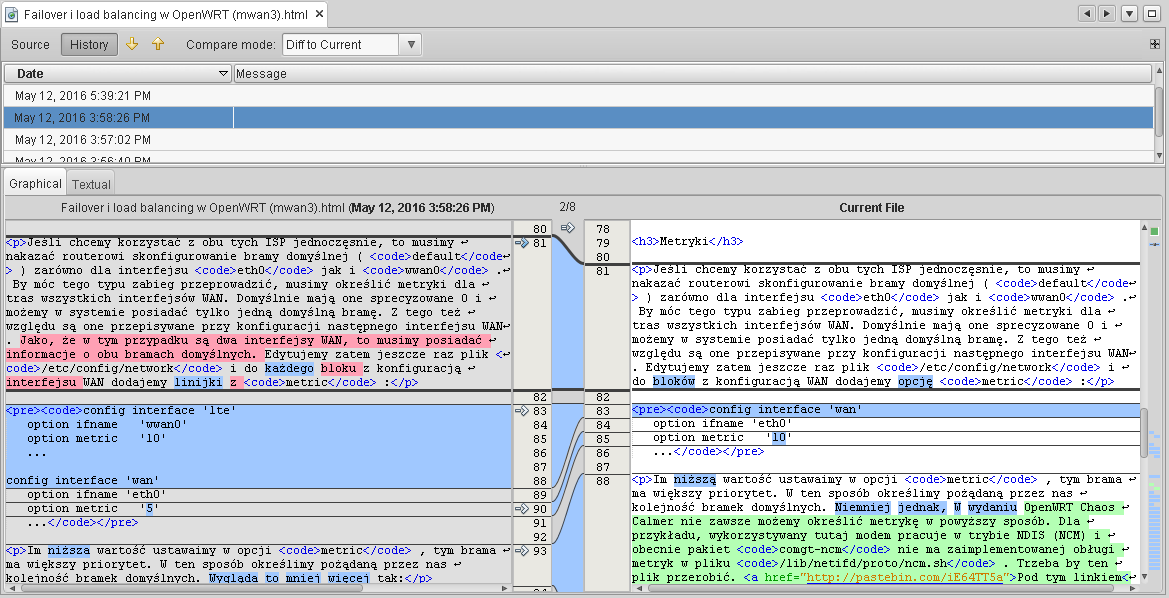 Failover i load balancing w OpenWRT (mwan3).html
Source History Compare mode: Diff to Current
Date Message
May 12, 2016 5:39:21 PM
May 12, 2016 3:58:26 PM
May 12, 2016 3:57:02 PM
May 12, 2016 3:56:40 PM
Graphical Textual
Failover i load balancing w OpenWRT (mwan3).html (May 12, 2016 3:58:26 PM) 2/8 Current File
80
<p>Jeśli chcemy korzystać z obu tych ISP jednocześnie, to musimy ↵ 81
nakazać routerowi skonfigurowanie bramy domyślnej ( <code>default</code↵
> ) zarówno dla interfejsu <code>eth0</code> jak i <code>wwan0</code> .↵
By móc tego typu zabieg przeprowadzić, musimy określić metryki dla ↵
tras wszystkich interfejsów WAN. Domyślnie mają one sprecyzowane 0 i ↵
możemy w systemie posiadać tylko jedną domyślną bramę. Z tego też ↵
względu są one przepisywane przy konfiguracji następnego interfejsu WAN↵
. Jako, że w tym przypadku są dwa interfejsy WAN, to musimy posiadać ↵
informacje o obu bramach domyślnych. Edytujemy zatem jeszcze raz plik <↵
code>/etc/config/network</code> i do każdego bloku z konfiguracją ↵
interfejsu WAN dodajemy linijki z <code>metric</code> :</p>
82
<pre><code>config interface 'lte' 83
option ifname 'wwan0' 84
option metric '10' 85
... 86
87
config interface 'wan' 88
option ifname 'eth0' 89
option metric '5' 90
...</code></pre> 91
92
<p>Im niższa wartość ustawaimy w opcji <code>metric</code> , tym brama ↵ 93
ma większy priorytet. W ten sposób określimy pożądaną przez nas ↵
kolejność bramek domyślnych. Wygląda to mniej więcej tak:</p>
94
78
79 <h3>Metryki</h3>
80
81 <p>Jeśli chcemy korzystać z obu tych ISP jednocześnie, to musimy ↵
nakazać routerowi skonfigurowanie bramy domyślnej ( <code>default</code↵
> ) zarówno dla interfejsu <code>eth0</code> jak i <code>wwan0</code> .↵
By móc tego typu zabieg przeprowadzić, musimy określić metryki dla ↵
tras wszystkich interfejsów WAN. Domyślnie mają one sprecyzowane 0 i ↵
możemy w systemie posiadać tylko jedną domyślną bramę. Z tego też ↵
względu są one przepisywane przy konfiguracji następnego interfejsu WAN↵
. Edytujemy zatem jeszcze raz plik <code>/etc/config/network</code> i ↵
do bloków z konfiguracją WAN dodajemy opcję <code>metric</code> :</p>
82
83 <pre><code>config interface 'wan'
84 option ifname 'eth0'
85 option metric '10'
86 ...</code></pre>
87
88 <p>Im niższą wartość ustawaimy w opcji <code>metric</code> , tym brama ↵
ma większy priorytet. W ten sposób określimy pożądaną przez nas ↵
kolejność bramek domyślnych. Niemniej jednak, W wydaniu OpenWRT Chaos ↵
Calmer nie zawsze możemy określić metrykę w powyższy sposób. Dla ↵
przykładu, wykorzystywany tutaj modem pracuje w trybie NDIS (NCM) i ↵
obecnie pakiet <code>comgt-ncm</code> nie ma zaimplementowanej obługi ↵
metryk w pliku <code>/lib/netifd/proto/ncm.sh</code> . Trzeba by ten ↵
plik przerobić. <a href="http://pastebin.com/iE64TT5a">Pod tym linkiem<↵